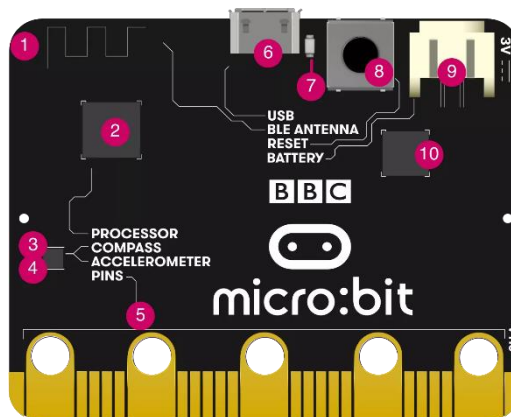 1
6
7
8
9
3V
2
10
USB
BLE ANTENNA
RESET
BATTERY
BBC
3
4
PROCESSOR
COMPASS
ACCELEROMETER
PINS
micro:bit
5